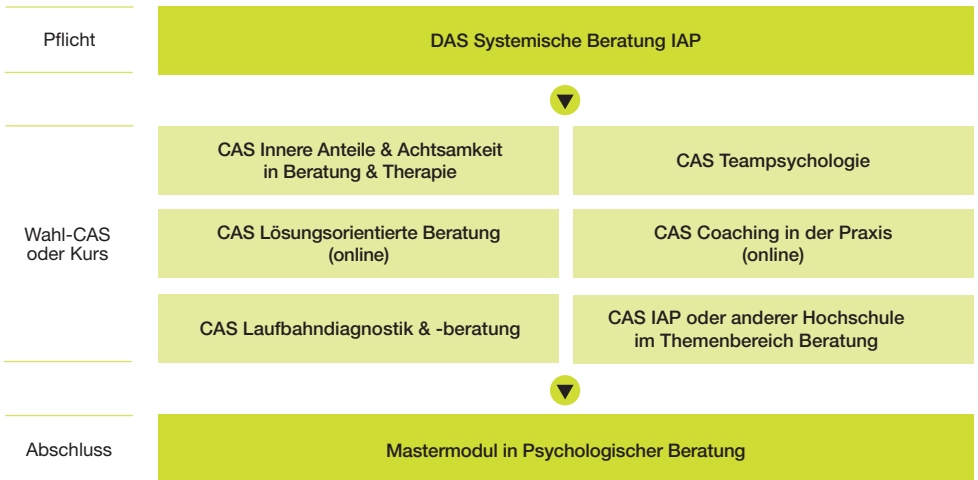 Pflicht
DAS Systemische Beratung IAP
Wahl-CAS
oder Kurs
CAS Innere Anteile & Achtsamkeit
in Beratung & Therapie
CAS Teampsychologie
CAS Lösungsorientierte Beratung
(online)
CAS Coaching in der Praxis
(online)
CAS Laufbahndiagnostik & -beratung
CAS IAP oder anderer Hochschule
im Themenbereich Beratung
Abschluss
Mastermodul in Psychologischer Beratung